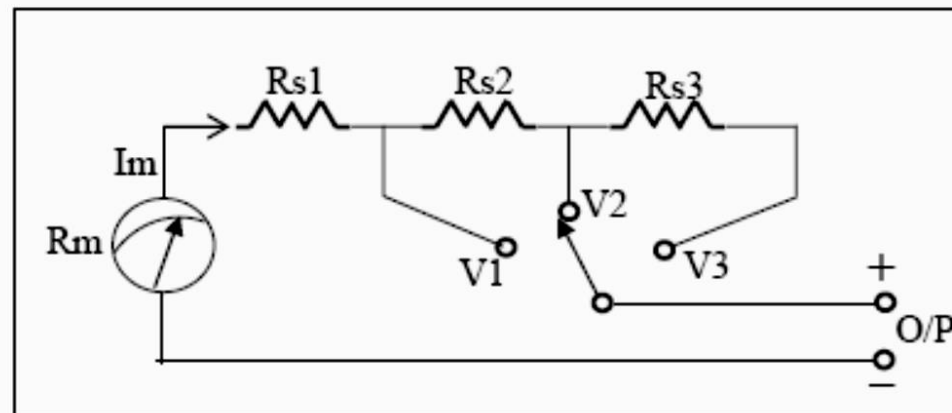 Rs1 Rs2 Rs3
Im
Rm
V1
V2
V3
+
O/P
−